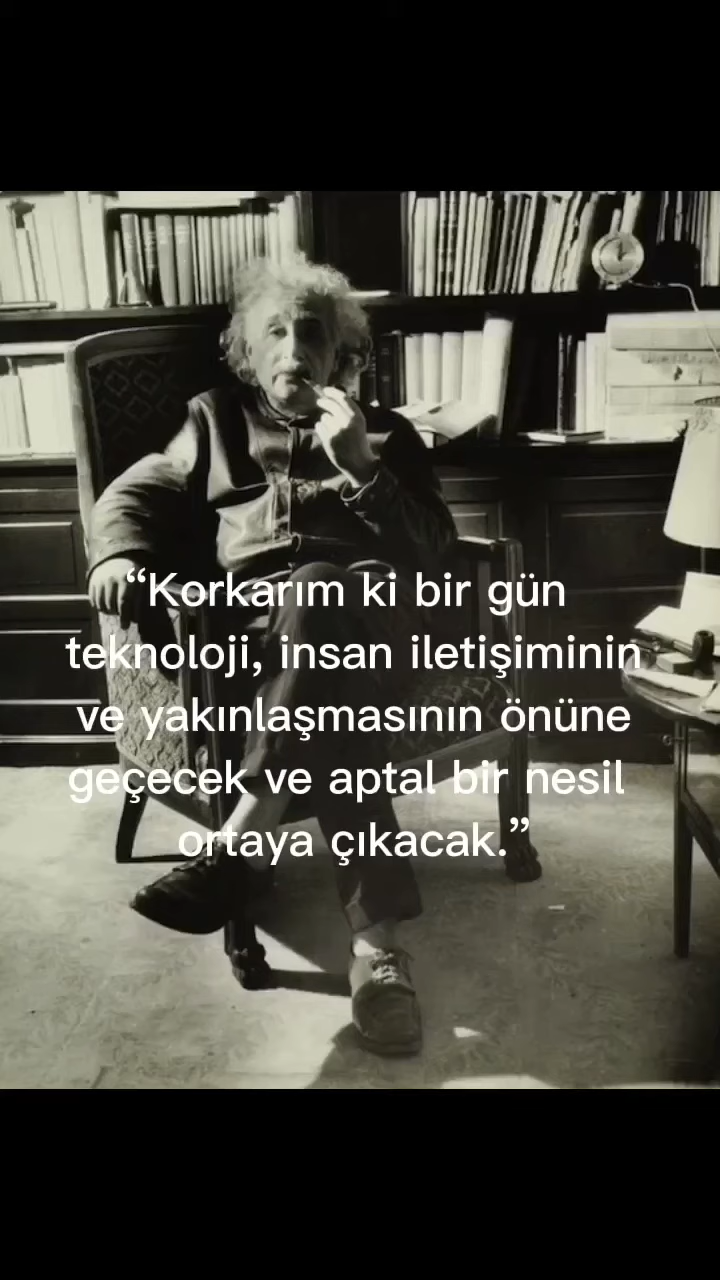 “Korkarım ki bir gün
teknoloji, insan iletişiminin
ve yakınlaşmasının önüne
geçecek ve aptal bir nesil
ortaya çıkacak.”